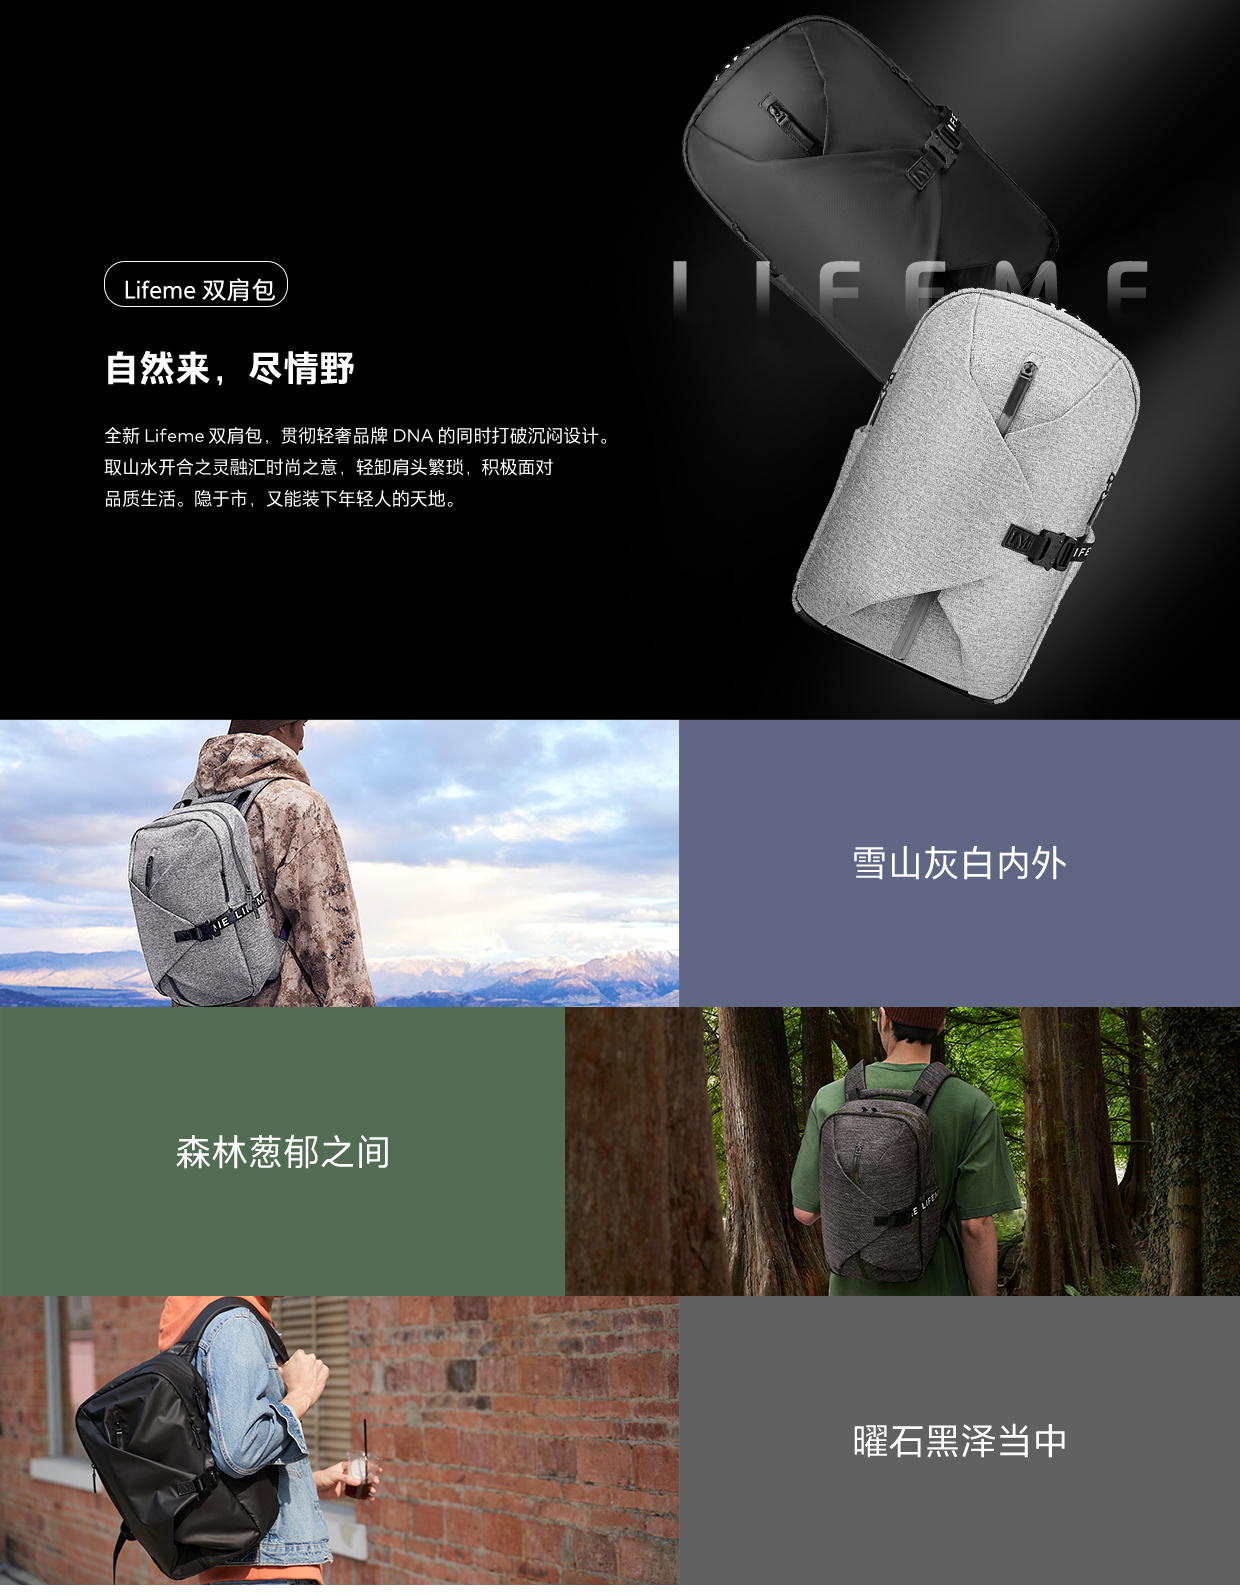 LIFEME
Lifeme 双肩包
自然来，尽情野
全新 Lifeme 双肩包，贯彻轻奢品牌 DNA 的同时打破沉闷设计。
取山水开合之灵融汇时尚之意，轻卸肩头繁琐，积极面对
品质生活。隐于市，又能装下年轻人的天地。
雪山灰白内外
森林葱郁之间
曜石黑泽当中